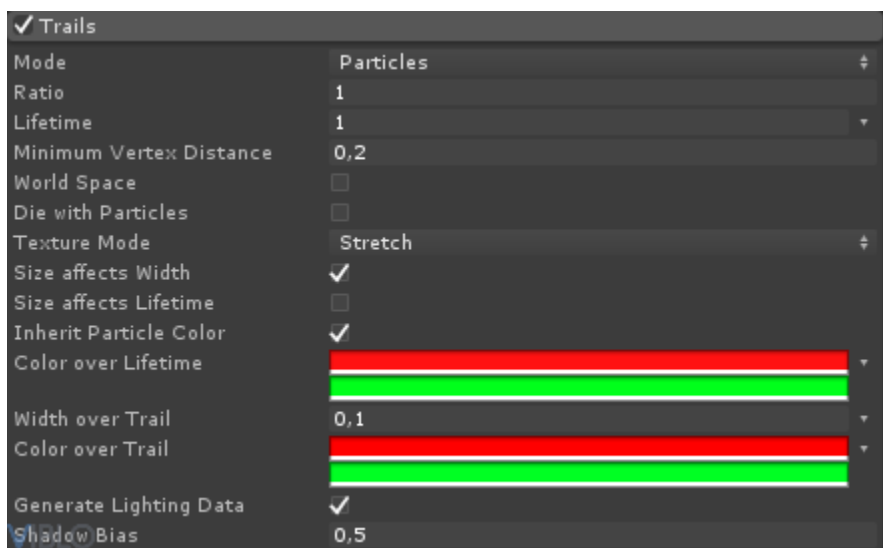 Trails
Mode Particles
Ratio 1
Lifetime 1
Minimum Vertex Distance 0,2
World Space
Die with Particles
Texture Mode Stretch
Size affects Width
Size affects Lifetime
Inherit Particle Color
Color over Lifetime
Width over Trail 0,1
Color over Trail
Generate Lighting Data
Shadow Bias 0,5
VIBLO